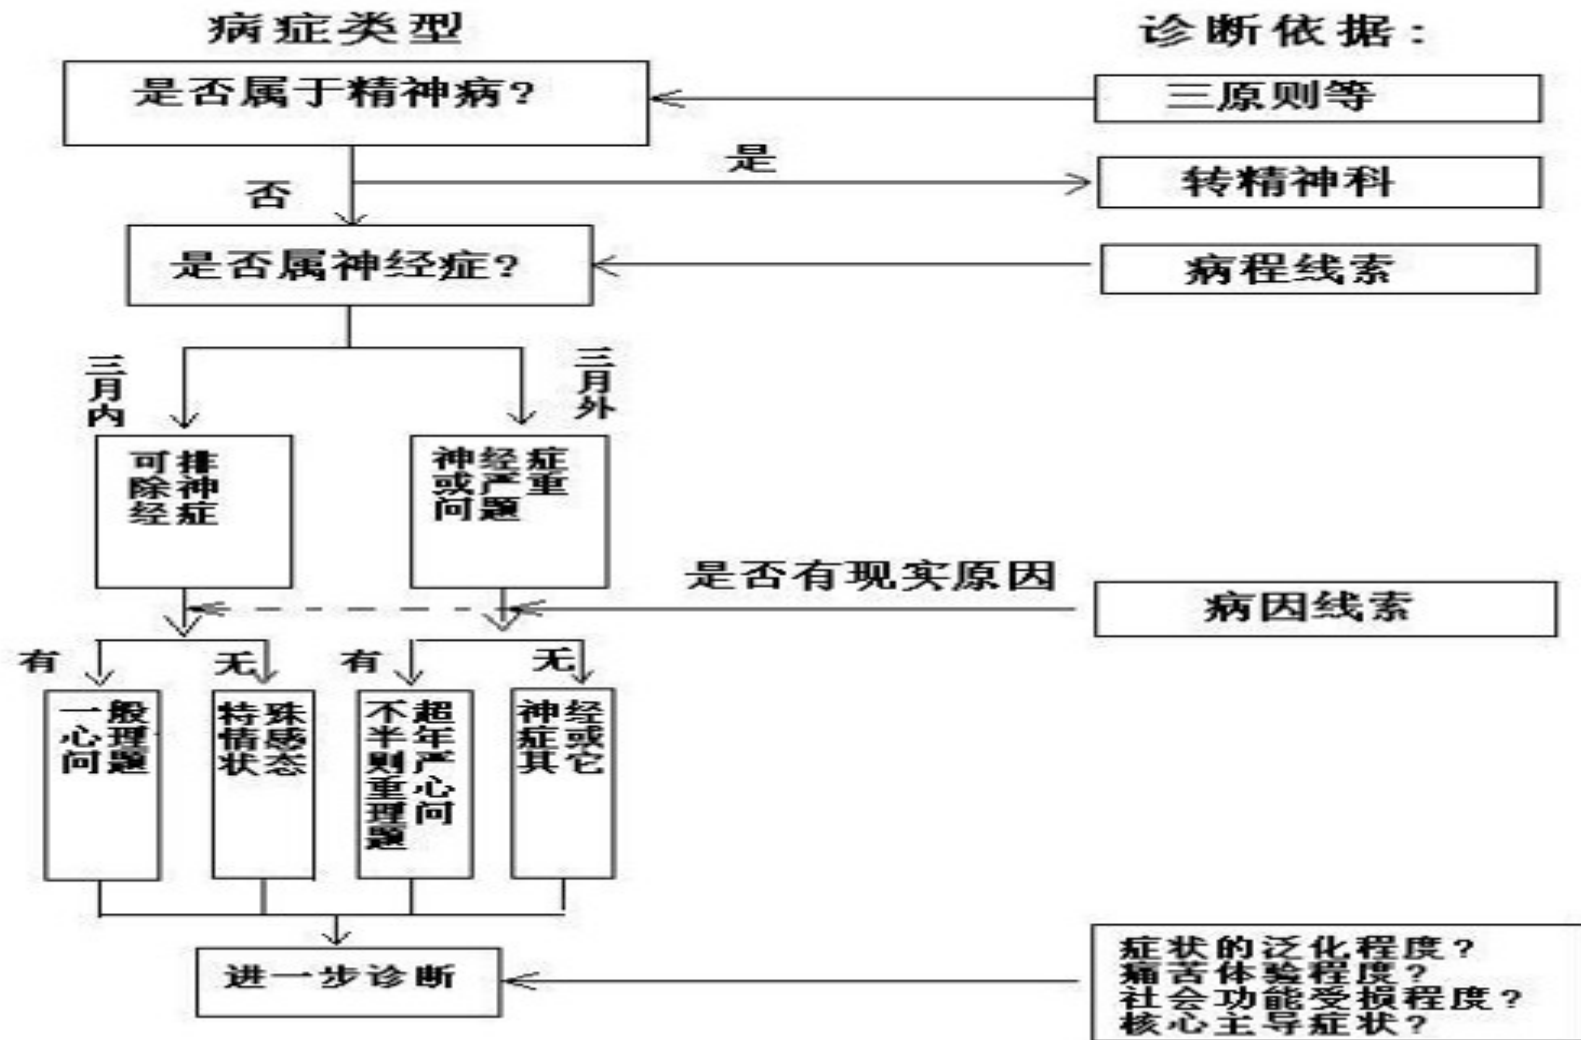 病症类型
诊断依据：
是否属于精神病?
三原则等
是
转精神科
否
是否属神经症?
病程线索
三月内
三月外
可排
除神
经症
神经症
或严重
问题
是否有现实原因
病因线索
有
无
有
无
一般
心理
问题
特殊
情感
状态
不超
半年
则严
重心
理问
题
神经
症或
其它
进一步诊断
症状的泛化程度?
痛苦体验程度?
社会功能受损程度?
核心主导症状?